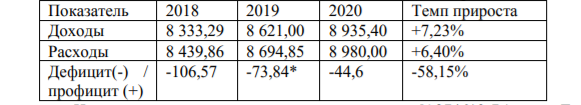 Показатель 2018 2019 2020 Темп прироста
Доходы 8 333,29 8 621,00 8 935,40 +7,23%
Расходы 8 439,86 8 694,85 8 980,00 +6,40%
Дефицит(-) / -106,57 -73,84* -44,6 -58,15%
профицит (+)